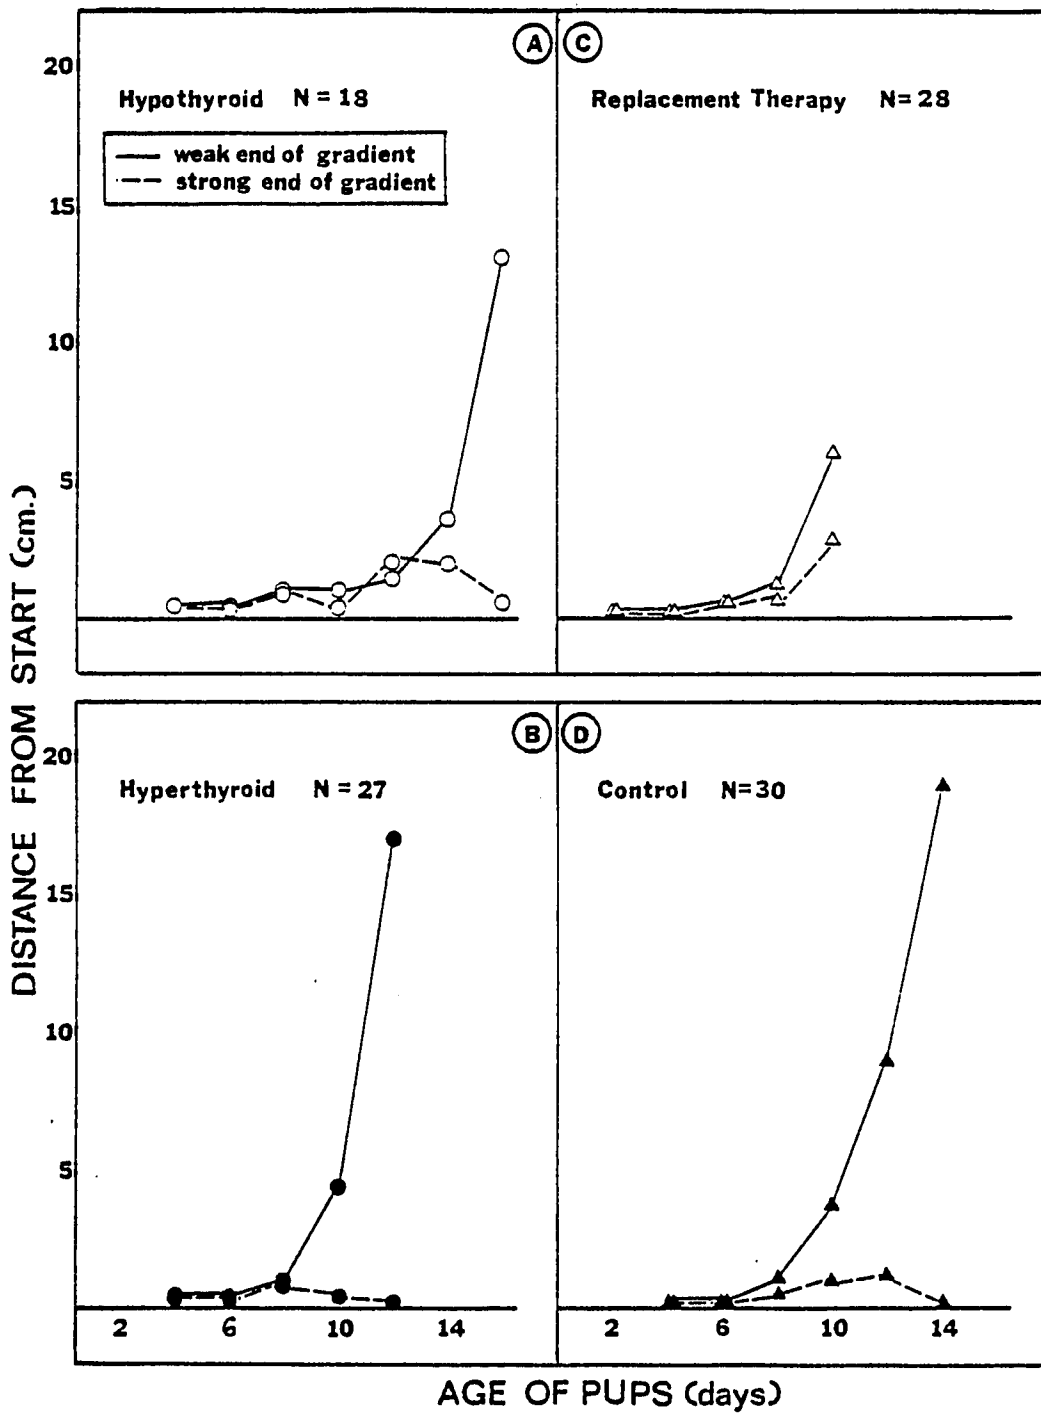 DISTANCE FROM START (cm.)
A
C
20
15
10
5
Hypothyroid N = 18
weak end of gradient
strong end of gradient
Replacement Therapy N= 28
B
D
20
15
10
5
Hyperthyroid N = 27
Control N=30
2 6 10 14
2 6 10 14
AGE OF PUPS (days)